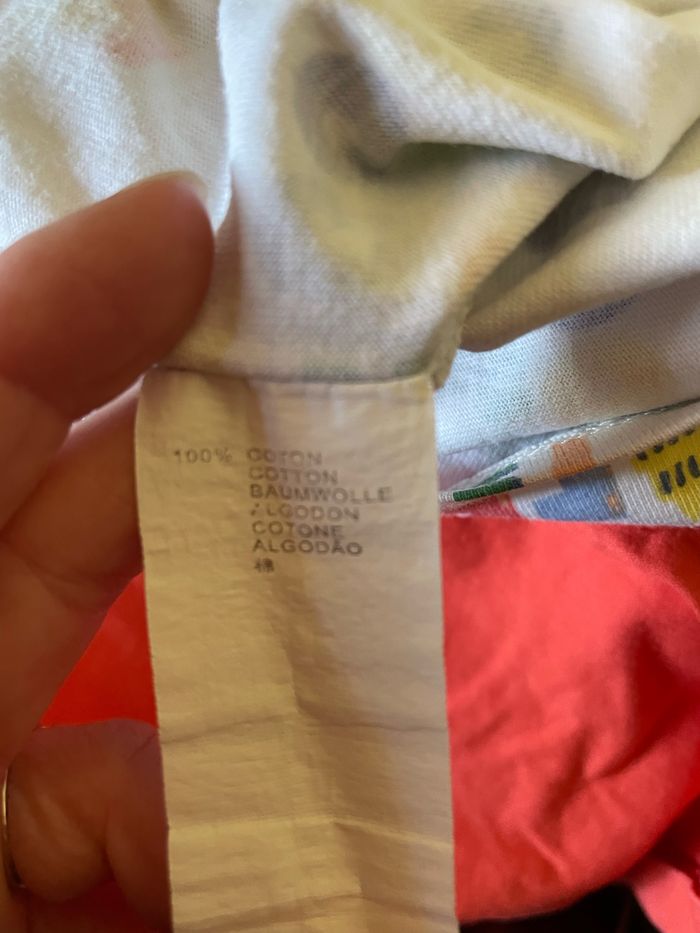 100% COTON
COTTON
BAUMWOLLE
ALGODON
COTONE
ALGODÃO
棉